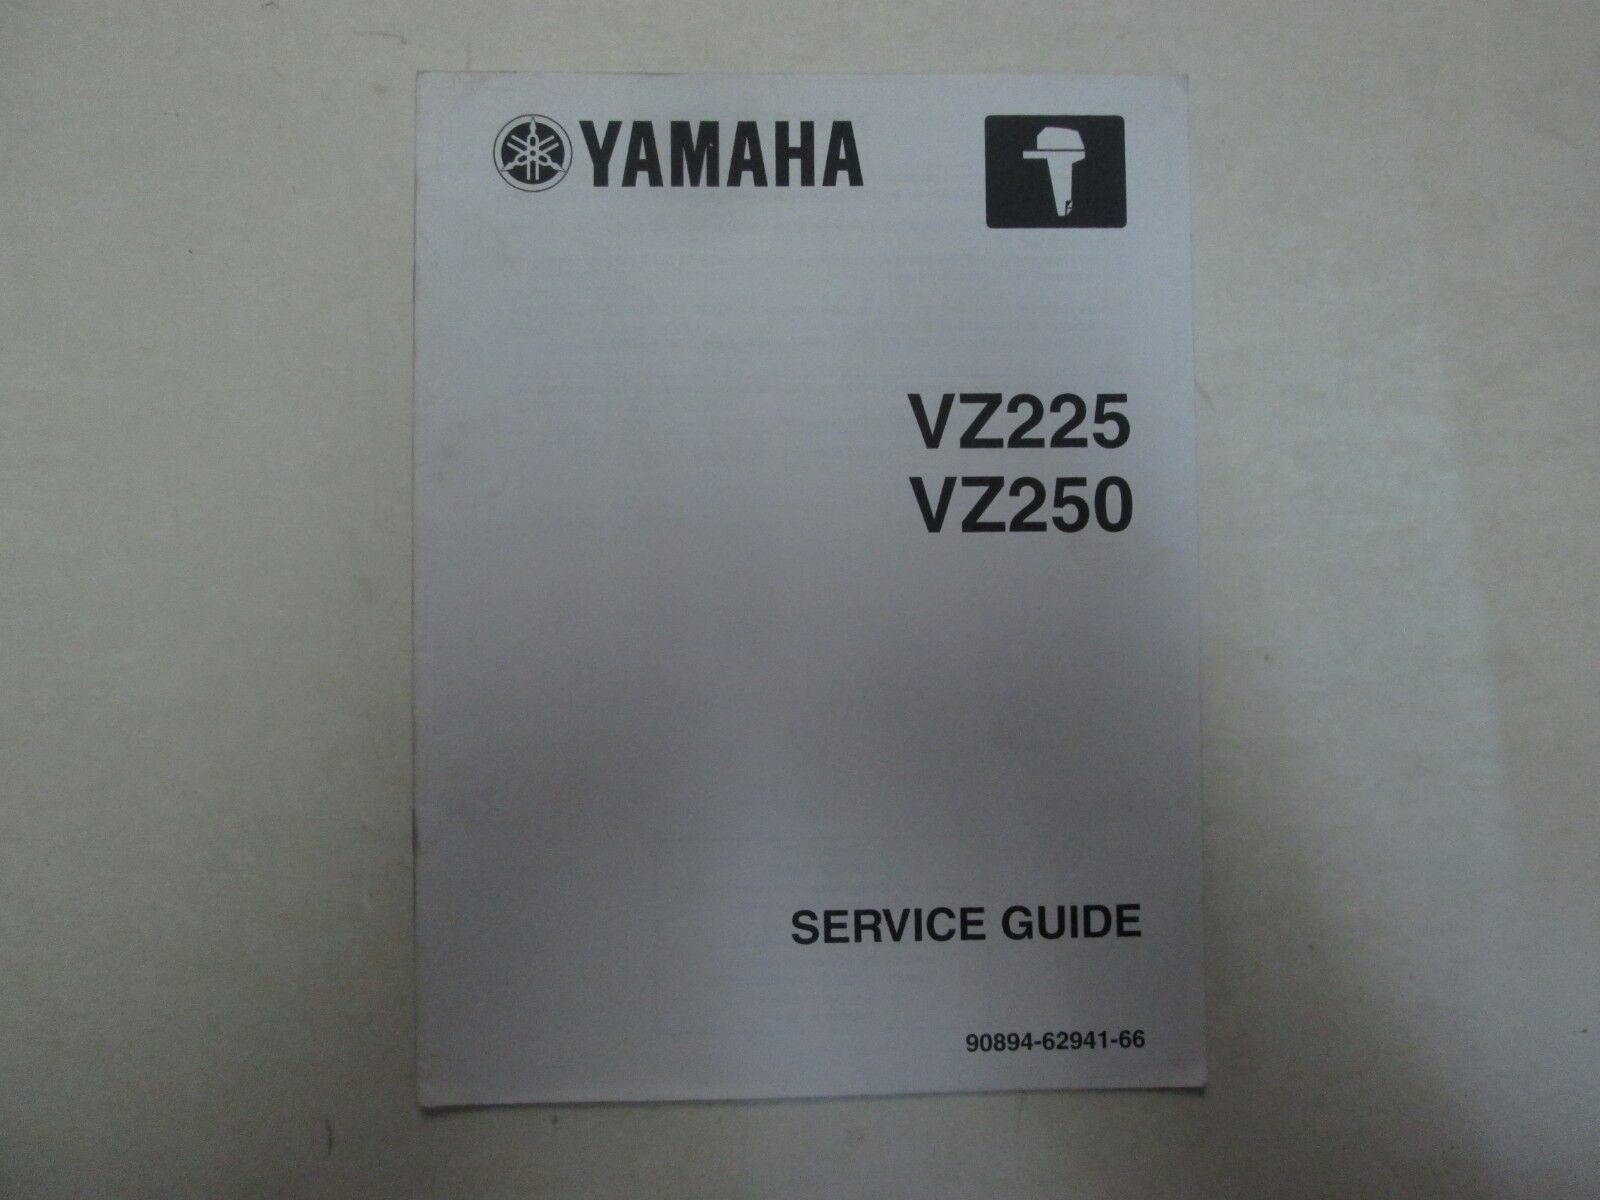 YAMAHA
VZ225
VZ250
SERVICE GUIDE
90894-62941-66